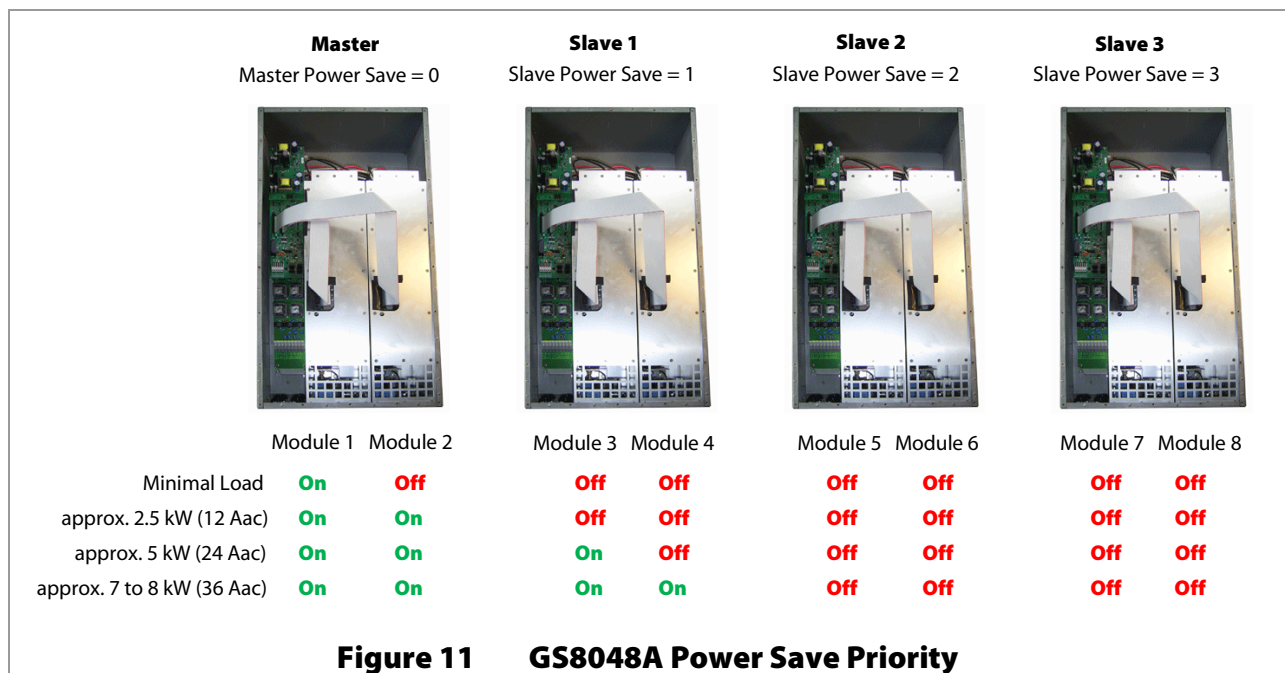 Master Slave 1 Slave 2 Slave 3
Master Power Save = 0 Slave Power Save = 1 Slave Power Save = 2 Slave Power Save = 3
Module 1 Module 2 Module 3 Module 4 Module 5 Module 6 Module 7 Module 8
Minimal Load On Off Off Off Off Off Off Off
approx. 2.5 kW (12 Aac) On On Off Off Off Off Off Off
approx. 5 kW (24 Aac) On On On Off Off Off Off Off
approx. 7 to 8 kW (36 Aac) On On On On Off Off Off Off
Figure 11 GS8048A Power Save Priority